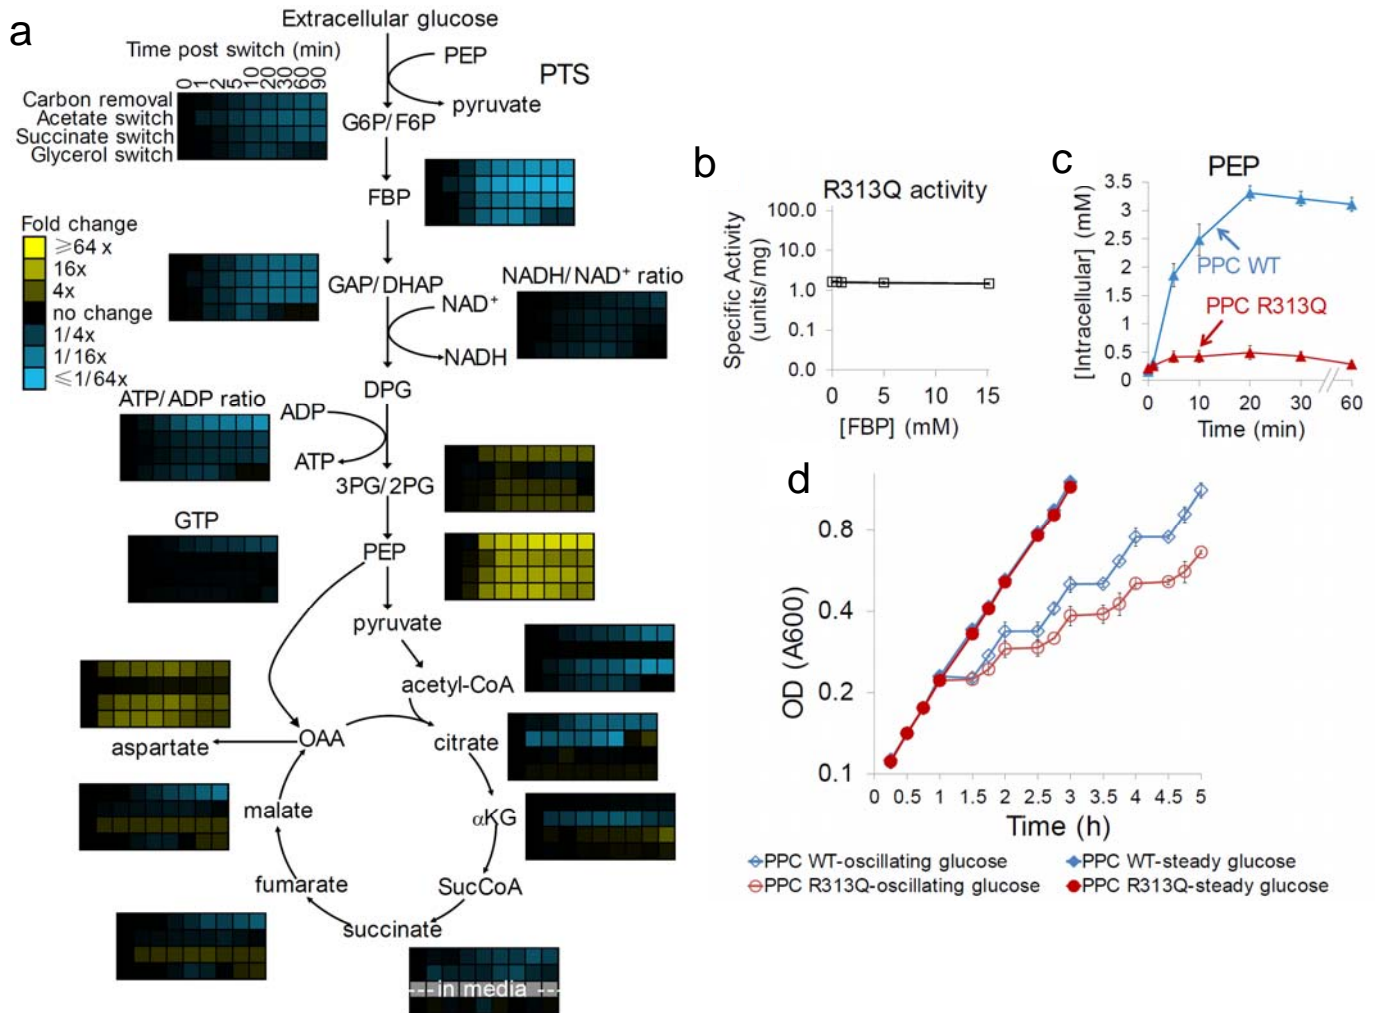 a
Extracellular glucose
Time post switch (min)
0 1 2 5 10 20 30 60 90
PEP
PTS
pyruvate
Carbon removal
Acetate switch
Succinate switch
Glycerol switch
G6P/F6P
FBP
Fold change
≥64 x
16x
4x
no change
1/4x
1/16x
≤1/64x
GAP/DHAP
NADH/NAD⁺ ratio
NAD⁺
NADH
DPG
ATP/ADP ratio
ADP
ATP
3PG/2PG
GTP
PEP
pyruvate
acetyl-CoA
OAA
aspartate
citrate
malate
αKG
fumarate
SucCoA
succinate
---in media---
b
R313Q activity
Specific Activity
(units/mg)
100.0
10.0
1.0
0.1
0.0
0 5 10 15
[FBP] (mM)
c
PEP
[Intracellular] (mM)
3.5
3
2.5
2
1.5
1
0.5
0
PPC WT
PPC R313Q
0 10 20 30 60
Time (min)
d
OD (A600)
0.8
0.4
0.2
0.1
0 0.5 1 1.5 2 2.5 3 3.5 4 4.5 5
Time (h)
PPC WT-oscillating glucose
PPC WT-steady glucose
PPC R313Q-oscillating glucose
PPC R313Q-steady glucose